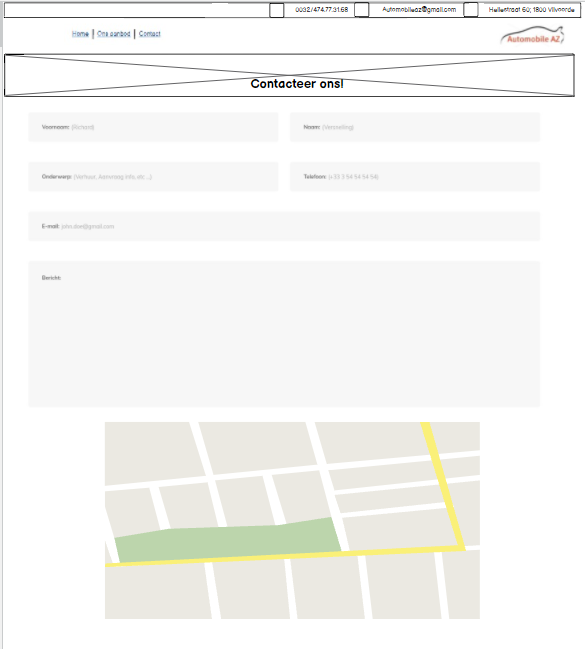 0032/474.77.31.68 Automobileaz@gmail.com Hellestraat 60; 1800 Vilvoorde
Home | Ons aanbod | Contact
Automobile AZ
Contacteer ons!
Voornaam: (Richard) Naam: (Vercoeling)
Onderwerp: (Verhuur, Aanvraag info, etc ...) Telefoon: (+33 3 54 54 54 54)
E-mail: john.doe@gmail.com
Bericht: